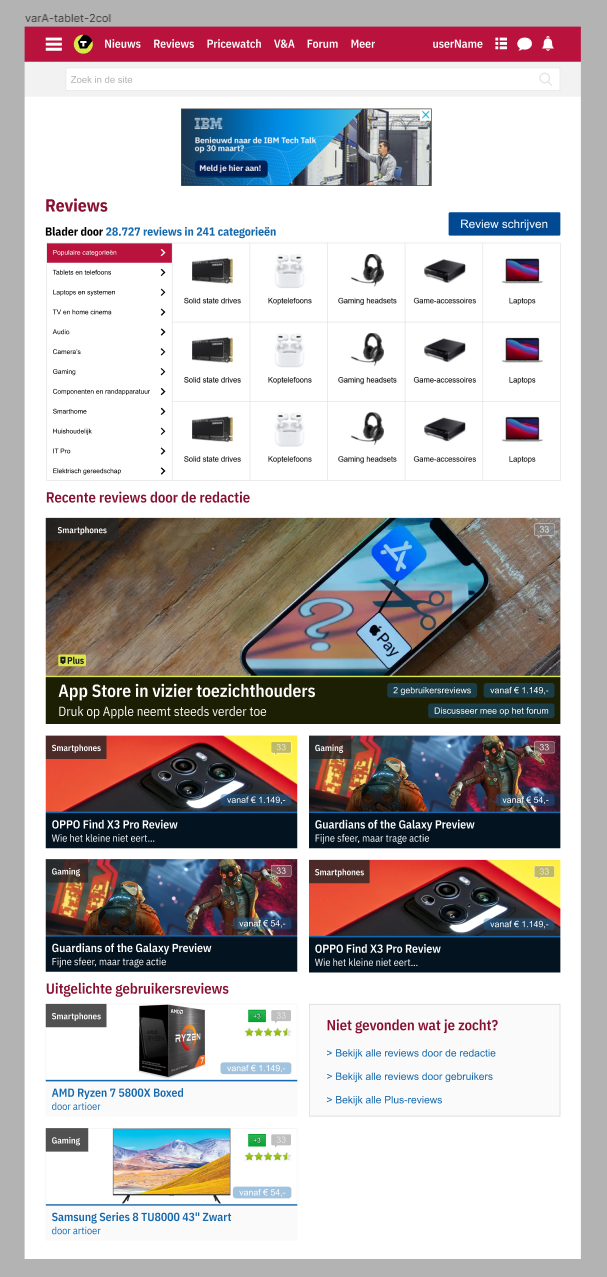 varA-tablet-2col
Nieuws Reviews Pricewatch V&A Forum Meer userName
Zoek in de site
IBM
Benieuwd naar de IBM Tech Talk
op 30 maart?
Meld je hier aan!
Reviews
Blader door 28.727 reviews in 241 categorieën
Review schrijven
Populaire categorieën
Tablets en telefoons
Laptops en systemen
TV en home cinema
Audio
Camera's
Gaming
Componenten en randapparatuur
Smarthome
Huishoudelijk
IT Pro
Elektrisch gereedschap
Solid state drives Koptelefoons Gaming headsets Game-accessoires Laptops
Solid state drives Koptelefoons Gaming headsets Game-accessoires Laptops
Solid state drives Koptelefoons Gaming headsets Game-accessoires Laptops
Recente reviews door de redactie
Smartphones
33
Pay
Plus
App Store in vizier toezichthouders
Druk op Apple neemt steeds verder toe
2 gebruikersreviews vanaf € 1.149,-
Discusseer mee op het forum
Smartphones
33
vanaf € 1.149,-
OPPO Find X3 Pro Review
Wie het kleine niet eert...
Gaming
33
vanaf € 54,-
Guardians of the Galaxy Preview
Fijne sfeer, maar trage actie
Gaming
33
vanaf € 54,-
Guardians of the Galaxy Preview
Fijne sfeer, maar trage actie
Smartphones
33
vanaf € 1.149,-
OPPO Find X3 Pro Review
Wie het kleine niet eert...
Uitgelichte gebruikersreviews
Smartphones
AMD
RYZEN
7
+3 33
vanaf € 1.149,-
AMD Ryzen 7 5800X Boxed
door artioer
Niet gevonden wat je zocht?
> Bekijk alle reviews door de redactie
> Bekijk alle reviews door gebruikers
> Bekijk alle Plus-reviews
Gaming
+3 33
vanaf € 54,-
Samsung Series 8 TU8000 43" Zwart
door artioer